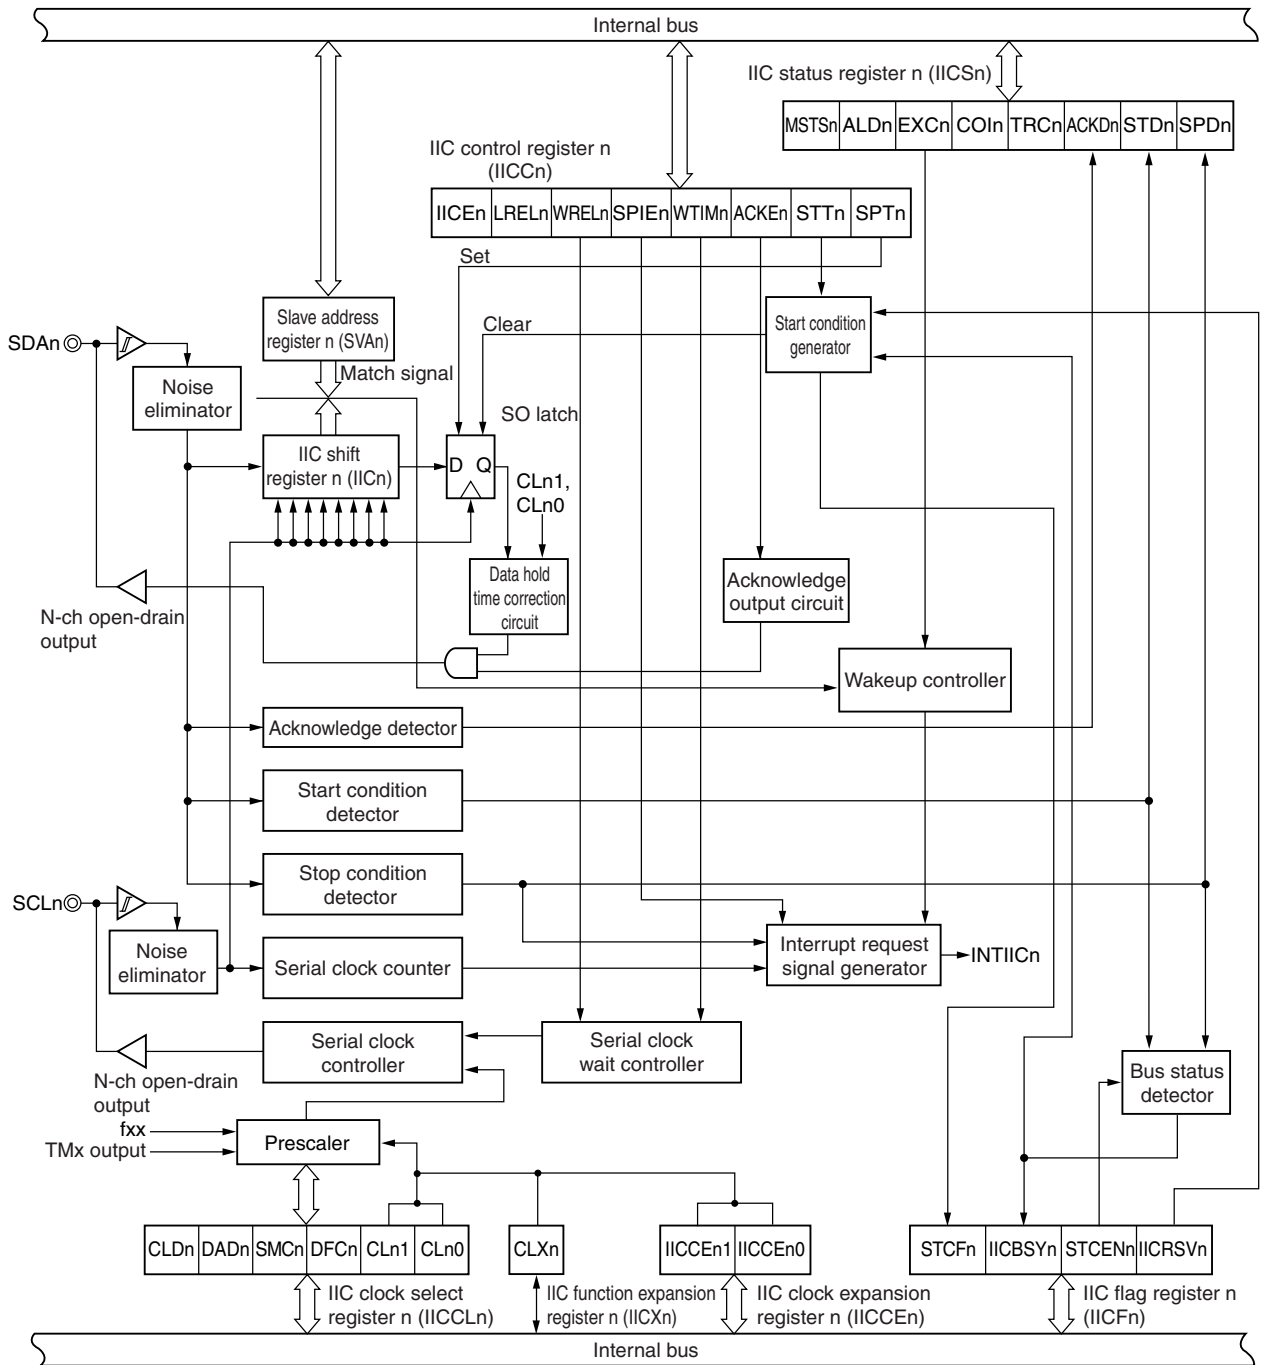 Internal bus
IIC status register n (IICSn)
MSTSn ALDn EXCn COIn TRCn ACKDn STDn SPDn
IIC control register n
(IICCn)
IICEn LRELn WRELn SPIEn WTIMn ACKEn STTn SPTn
Set
Slave address
register n (SVAn)
Start condition
generator
Clear
SDAn
Match signal
Noise
eliminator
SO latch
IIC shift
register n (IICn)
D Q
CLn1,
CLn0
Data hold
time correction
circuit
Acknowledge
output circuit
N-ch open-drain
output
Wakeup controller
Acknowledge detector
Start condition
detector
Stop condition
detector
SCLn
Noise
eliminator
Serial clock counter
Interrupt request
signal generator
INTIICn
Serial clock
controller
Serial clock
wait controller
Bus status
detector
N-ch open-drain
output
fxx
TMx output
Prescaler
CLDn DADn SMCn DFCn CLn1 CLn0
CLXn
IICCEn1 IICCEn0
STCFn IICBSYn STCENn IICRSVn
IIC clock select
register n (IICCLn)
IIC function expansion
register n (IICXn)
IIC clock expansion
register n (IICCEn)
IIC flag register n
(IICFn)
Internal bus